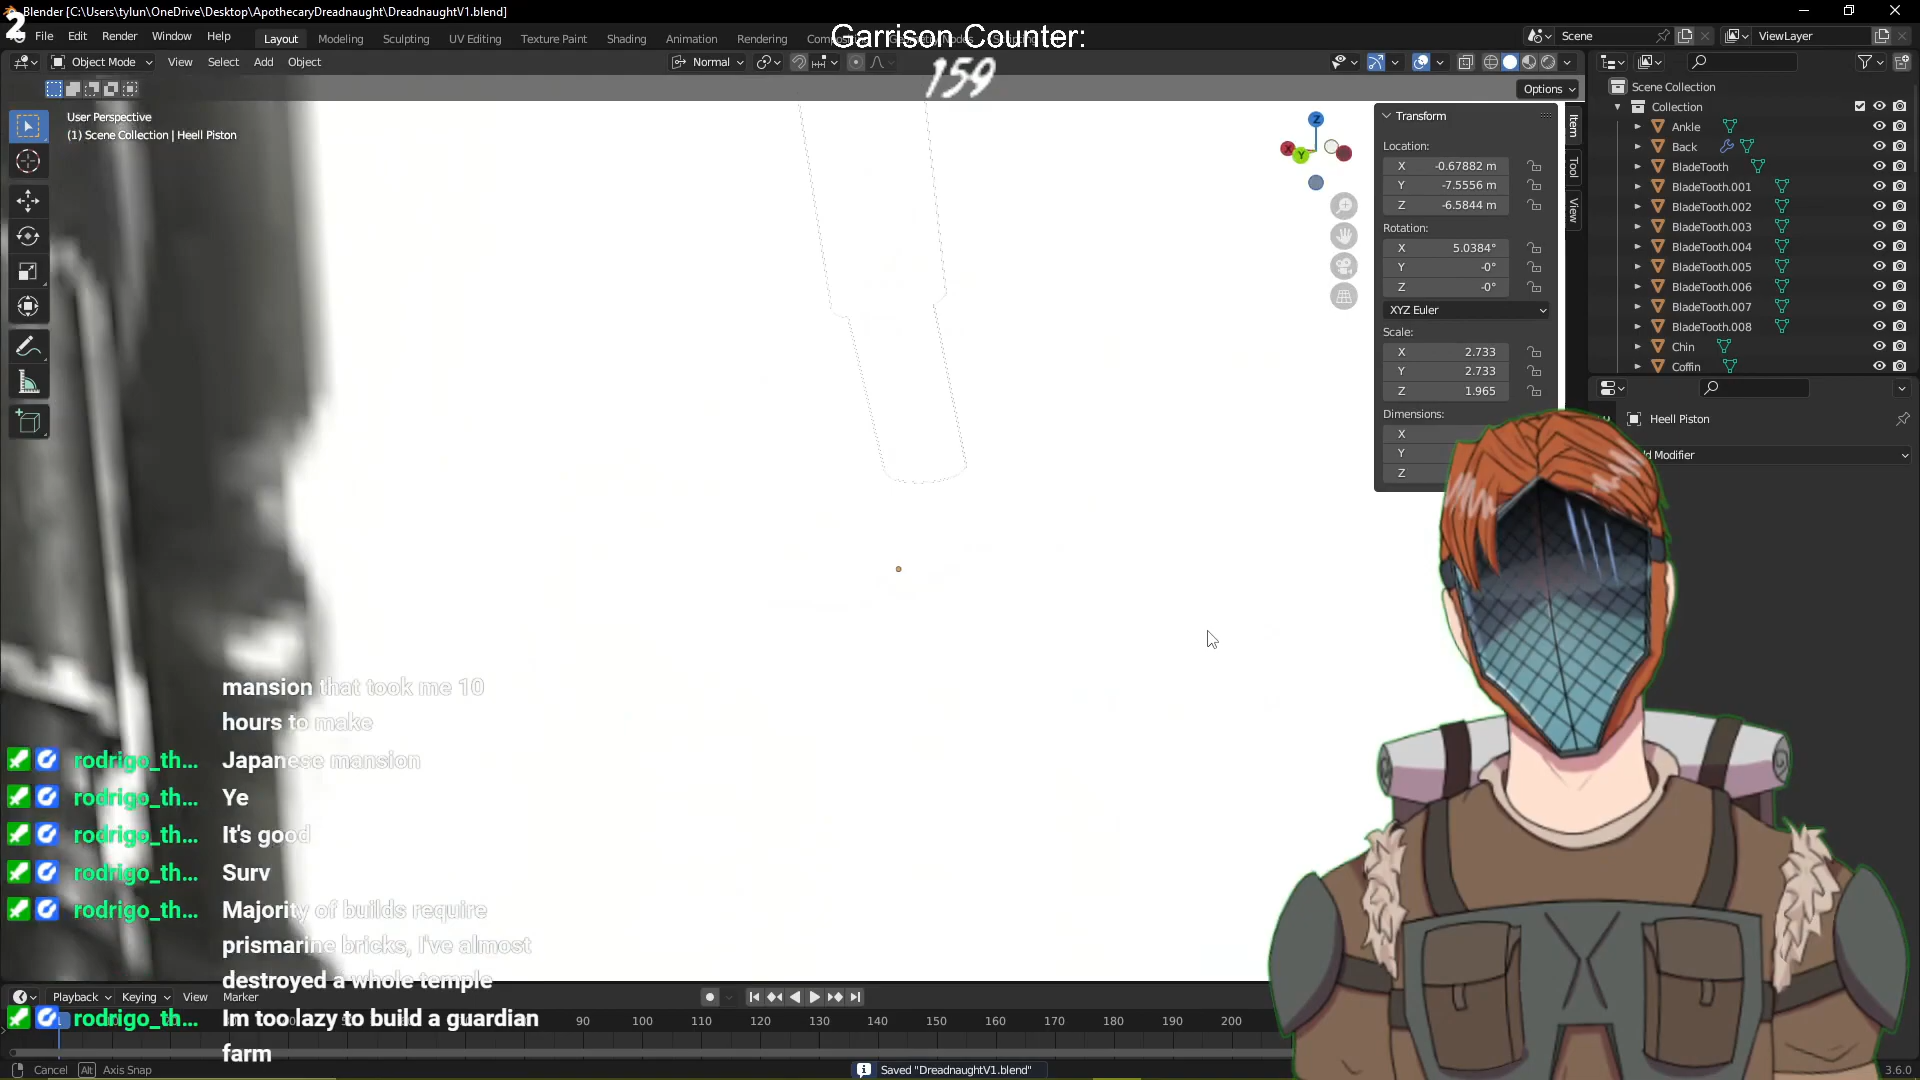 2
Blender [C:\Users\tylun\OneDrive\Desktop\ApothecaryDreadnaught\DreadnaughtV1.blend]
File Edit Render Window Help Layout Modeling Sculpting UV Editing Texture Paint Shading Animation Rendering
Garrison Counter:
159
Scene
ViewLayer
Object Mode View Select Add Object
Normal
Options
User Perspective
(1) Scene Collection | Heell Piston
Transform
Location:
X -0.67882 m
Y -7.5556 m
Z -6.5844 m
Rotation:
X 5.0384°
Y -0°
Z -0°
XYZ Euler
Scale:
X 2.733
Y 2.733
Z 1.965
Dimensions:
X
Y
Z
Item
Tool
View
Z
X
Y
Scene Collection
Collection
Ankle
Back
BladeTooth
BladeTooth.001
BladeTooth.002
BladeTooth.003
BladeTooth.004
BladeTooth.005
BladeTooth.006
BladeTooth.007
BladeTooth.008
Chin
Coffin
Heell Piston
Modifier
mansion that took me 10
hours to make
rodrigo_th... Japanese mansion
rodrigo_th... Ye
rodrigo_th... It's good
rodrigo_th... Surv
rodrigo_th... Majority of builds require
prismarine bricks, I've almost
destroyed a whole temple
rodrigo_th... Im too lazy to build a guardian
farm
Playback Keying View Marker
90 100 110 120 130 140 150 160 170 180 190 200
Cancel Alt Axis Snap
Saved "DreadnaughtV1.blend"
3.6.0